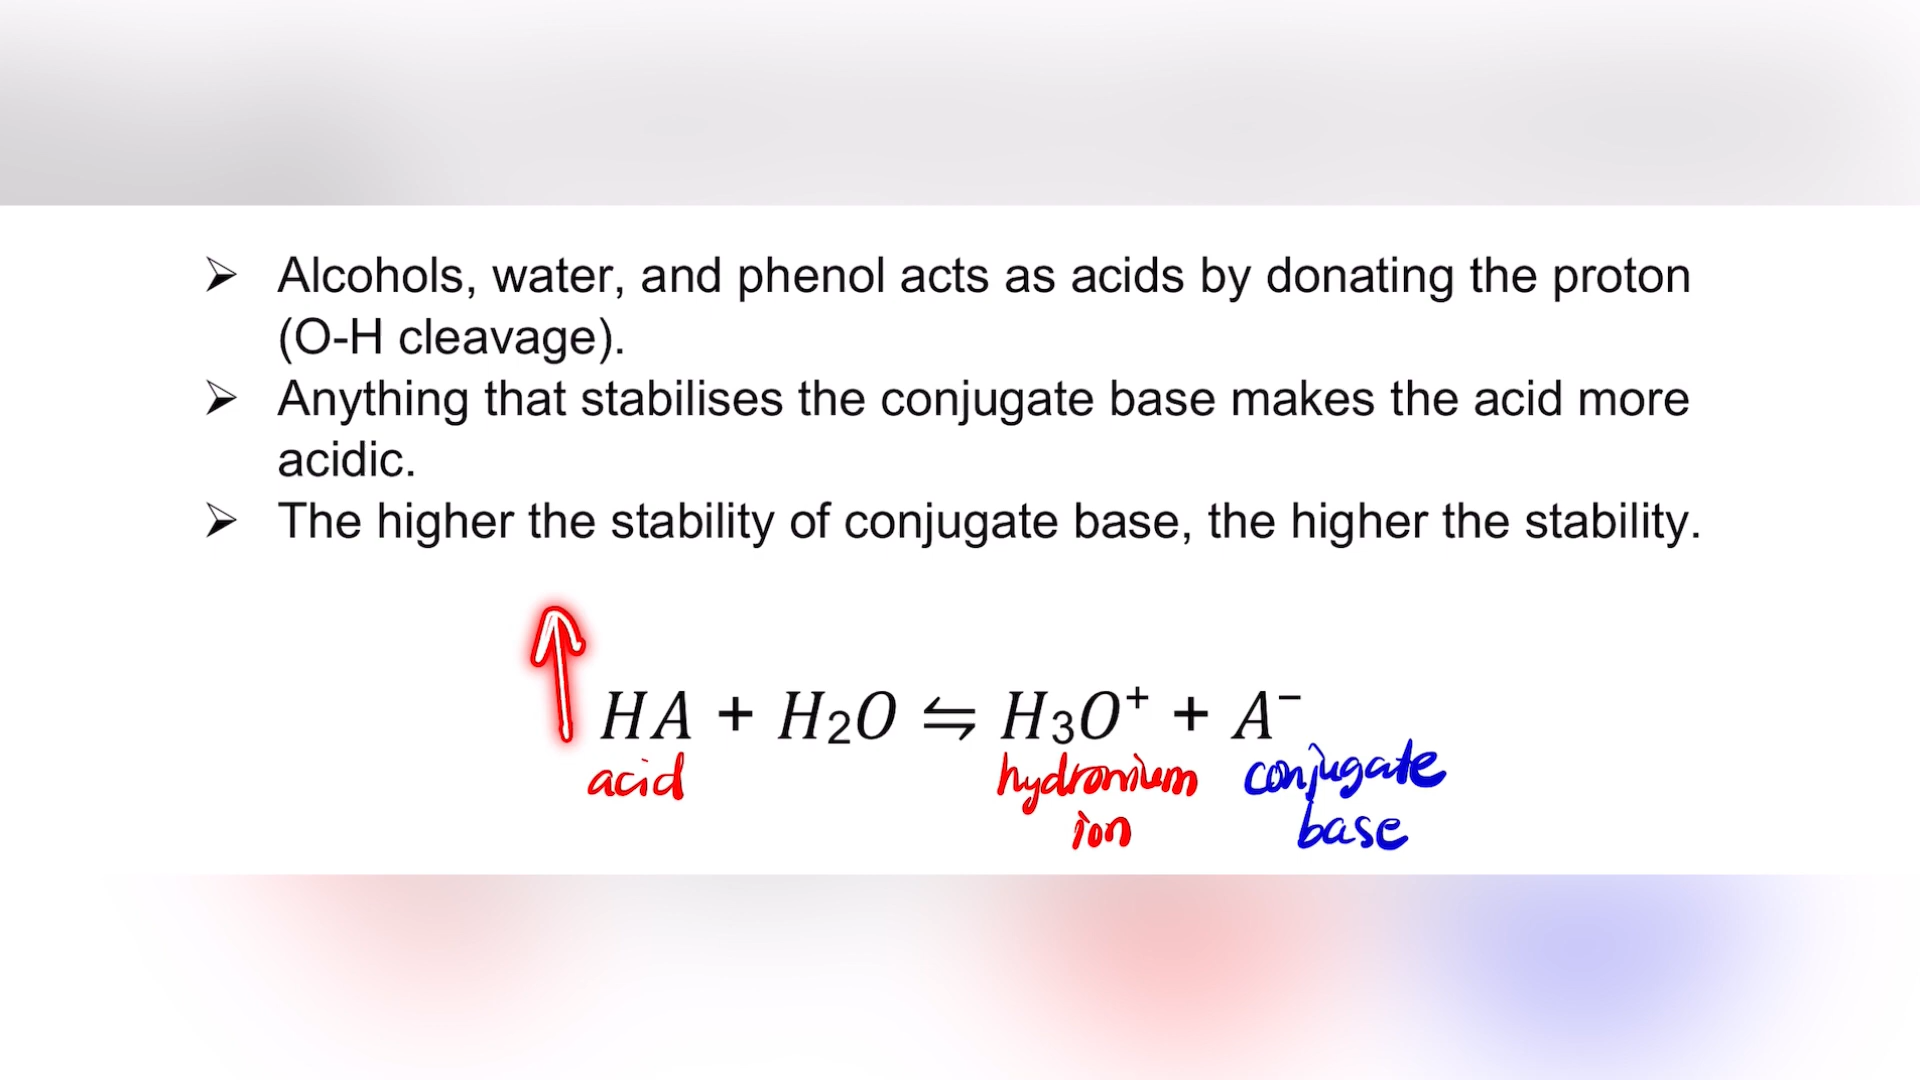 ➢ Alcohols, water, and phenol acts as acids by donating the proton
(O-H cleavage).
➢ Anything that stabilises the conjugate base makes the acid more
acidic.
➢ The higher the stability of conjugate base, the higher the stability.
↑
HA + H₂O ⇋ H₃O⁺ + A⁻
acid hydronium conjugate
ion base